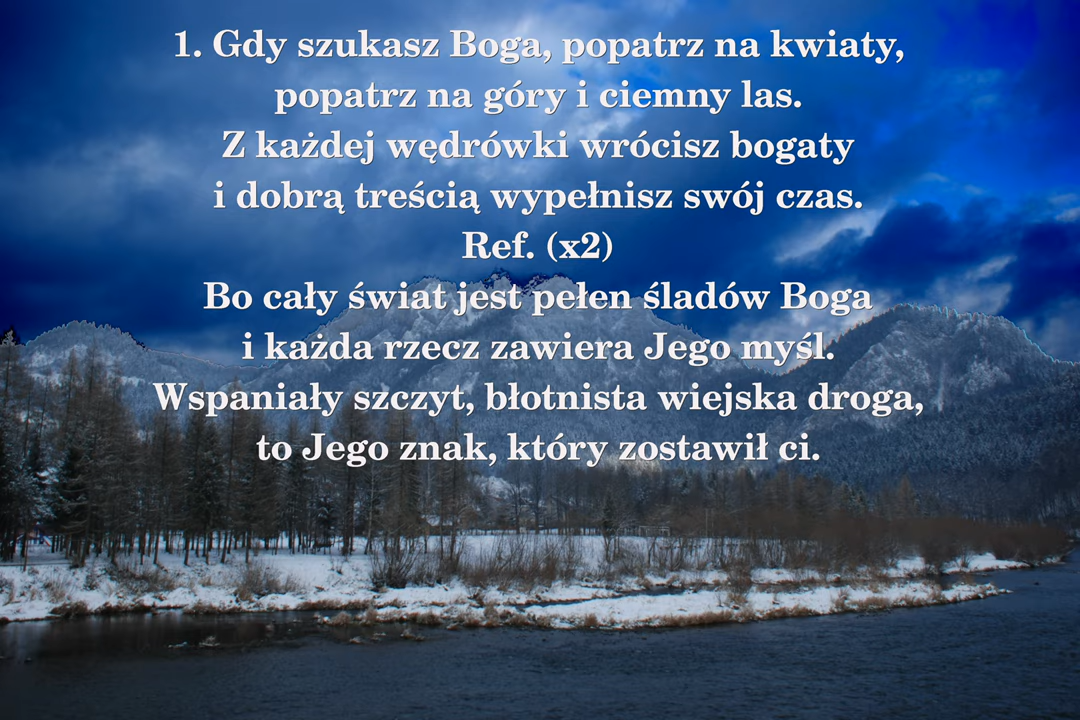 1. Gdy szukasz Boga, popatrz na kwiaty,
popatrz na góry i ciemny las.
Z każdej wędrówki wrócisz bogaty
i dobrą treścią wypełnisz swój czas.
Ref. (x2)
Bo cały świat jest pełen śladów Boga
i każda rzecz zawiera Jego myśl.
Wspaniały szczyt, błotnista wiejska droga,
to Jego znak, który zostawił ci.